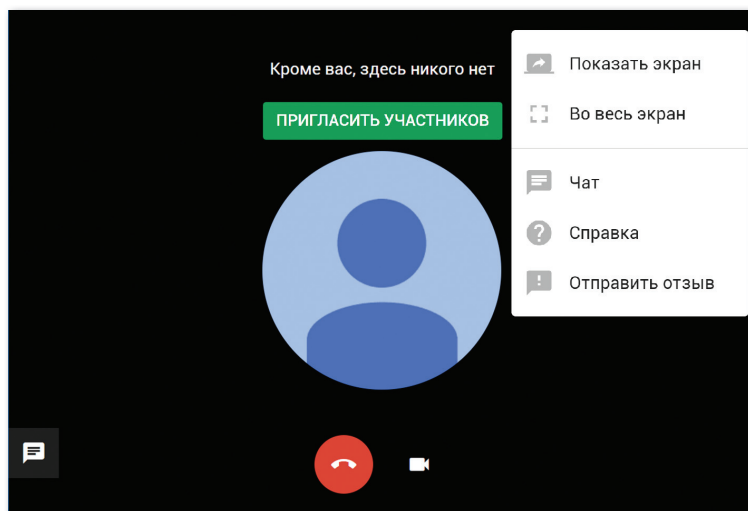 Кроме вас, здесь никого нет
ПРИГЛАСИТЬ УЧАСТНИКОВ
Показать экран
Во весь экран
Чат
Справка
Отправить отзыв